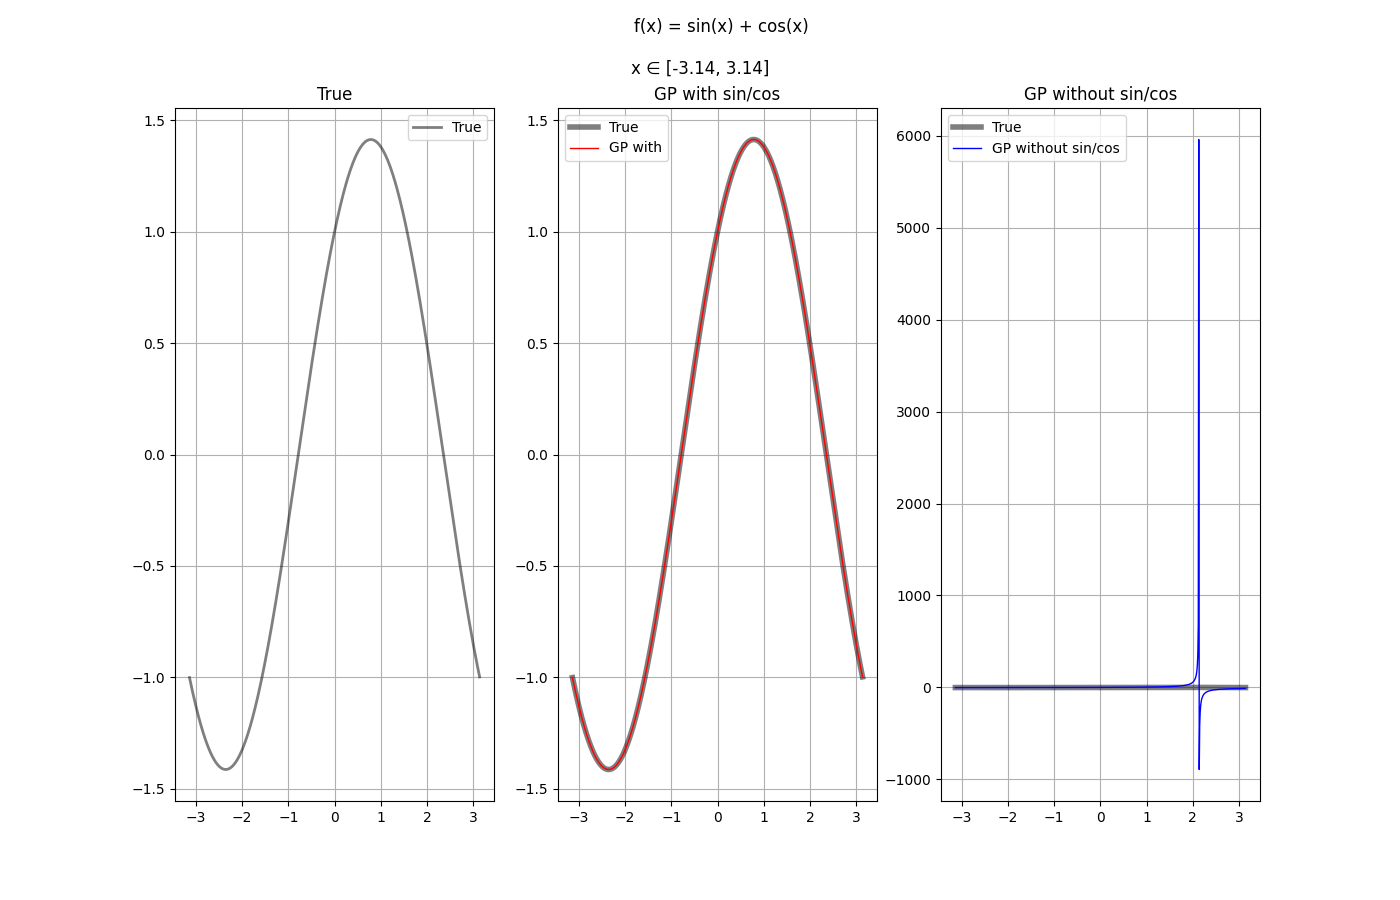 f(x) = sin(x) + cos(x)
x ∈ [-3.14, 3.14]
True
1.5
1.0
0.5
0.0
−0.5
−1.0
−1.5
−3 −2 −1 0 1 2 3
True
GP with sin/cos
1.5
1.0
0.5
0.0
−0.5
−1.0
−1.5
−3 −2 −1 0 1 2 3
True
GP with
GP without sin/cos
6000
5000
4000
3000
2000
1000
0
−1000
−3 −2 −1 0 1 2 3
True
GP without sin/cos